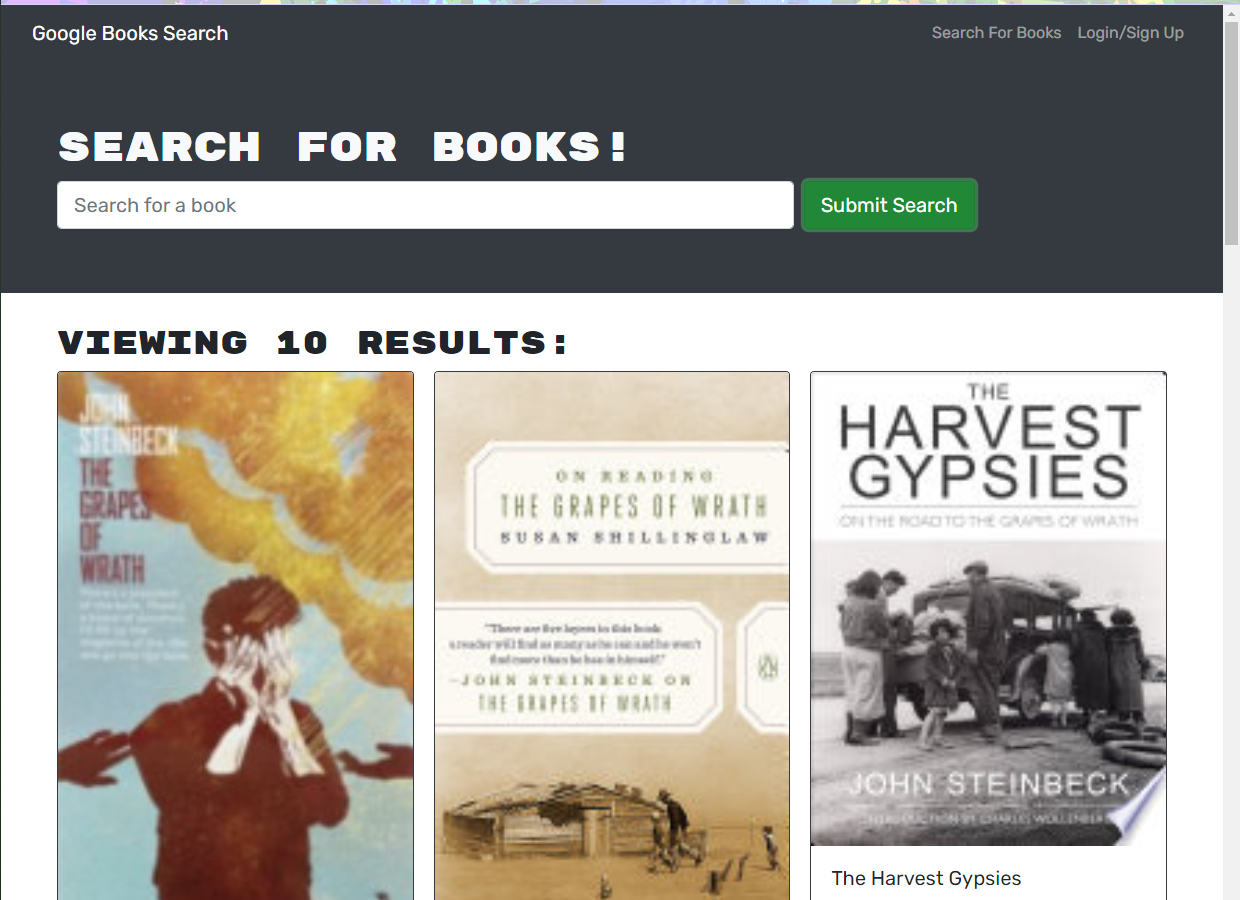 Google Books Search
Search For Books
Login/Sign Up
SEARCH FOR BOOKS!
Search for a book
Submit Search
VIEWING 10 RESULTS:
JOHN
STEINBECK
THE
GRAPES
OF
WRATH
ON READING
THE GRAPES OF WRATH
SUSAN SHILLINGLAW
"There are five layers in this book
a reader will find as many as he can and he won't
find more than he has in himself."
—JOHN STEINBECK ON
THE GRAPES OF WRATH
THE
HARVEST
GYPSIES
ON THE ROAD TO THE GRAPES OF WRATH
JOHN STEINBECK
INTRODUCTION BY CHARLES
The Harvest Gypsies